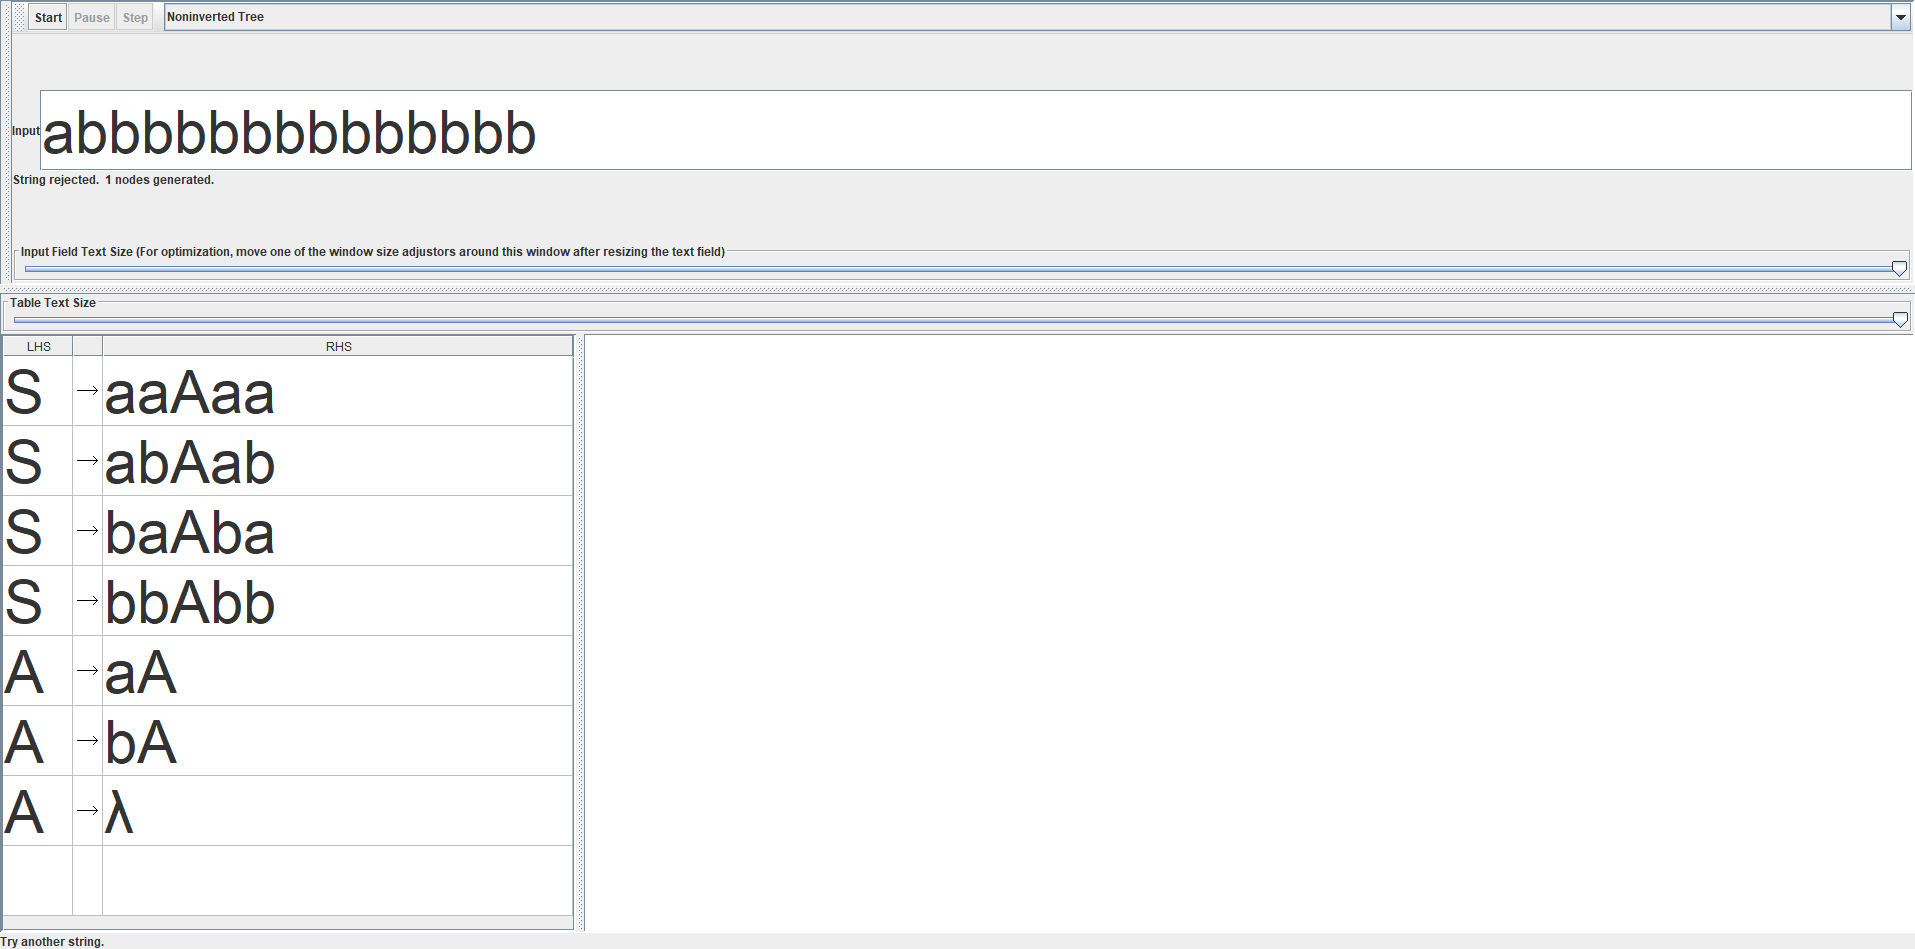 Start Pause Step Noninverted Tree
Input abbbbbbbbbbbbbb
String rejected. 1 nodes generated.
Input Field Text Size (For optimization, move one of the window size adjustors around this window after resizing the text field)
Table Text Size
LHS RHS
S → aaAaa
S → abAab
S → baAba
S → bbAbb
A → aA
A → bA
A → λ
Try another string.